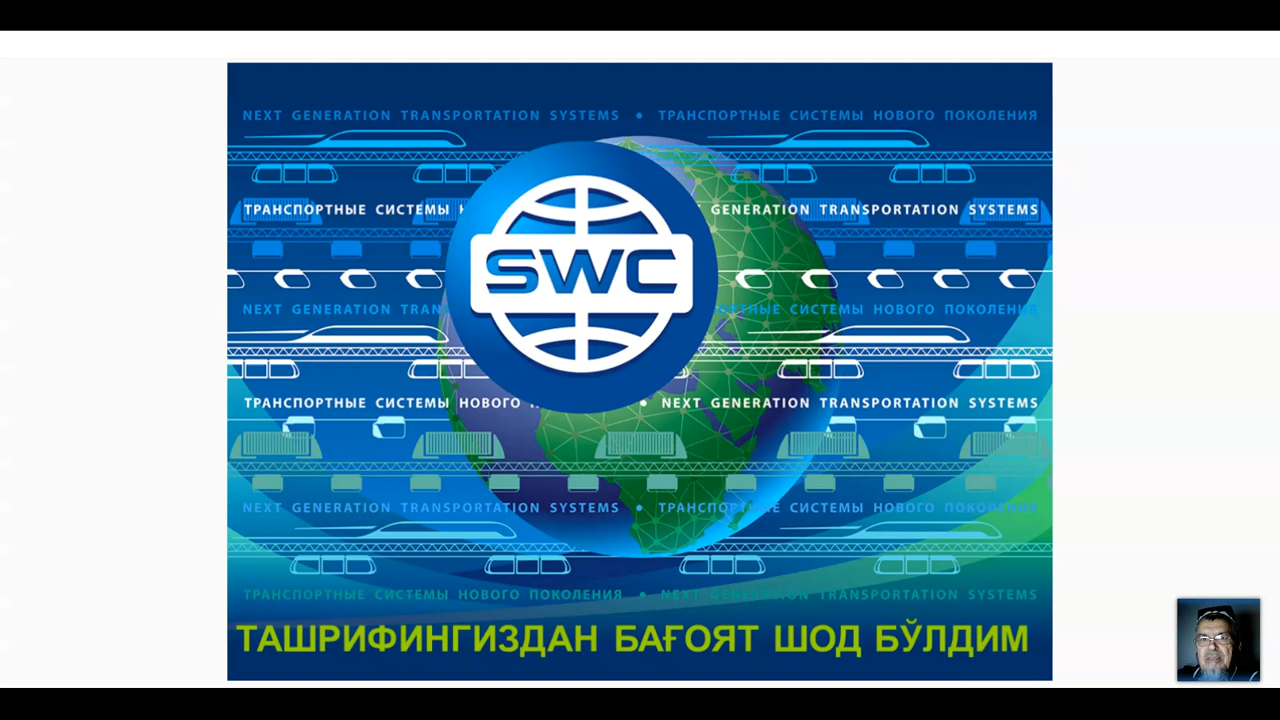 NEXT GENERATION TRANSPORTATION SYSTEMS • ТРАНСПОРТНЫЕ СИСТЕМЫ НОВОГО ПОКОЛЕНИЯ
ТРАНСПОРТНЫЕ СИСТЕМЫ GENERATION TRANSPORTATION SYSTEMS
SWC
NEXT GENERATION СИСТЕМЫ НОВОГО ПОКОЛЕНИЯ
ТРАНСПОРТНЫЕ СИСТЕМЫ НОВОГО • NEXT GENERATION TRANSPORTATION SYSTEMS
NEXT GENERATION TRANSPORTATION SYSTEMS • ТРАНСПОРТНЫЕ СИСТЕМЫ НОВОГО ПОКОЛЕНИЯ
ТРАНСПОРТНЫЕ СИСТЕМЫ НОВОГО ПОКОЛЕНИЯ • NEXT GENERATION TRANSPORTATION SYSTEMS
ТАШРИФИНГИЗДАН БАҒОЯТ ШОД БЎЛДИМ